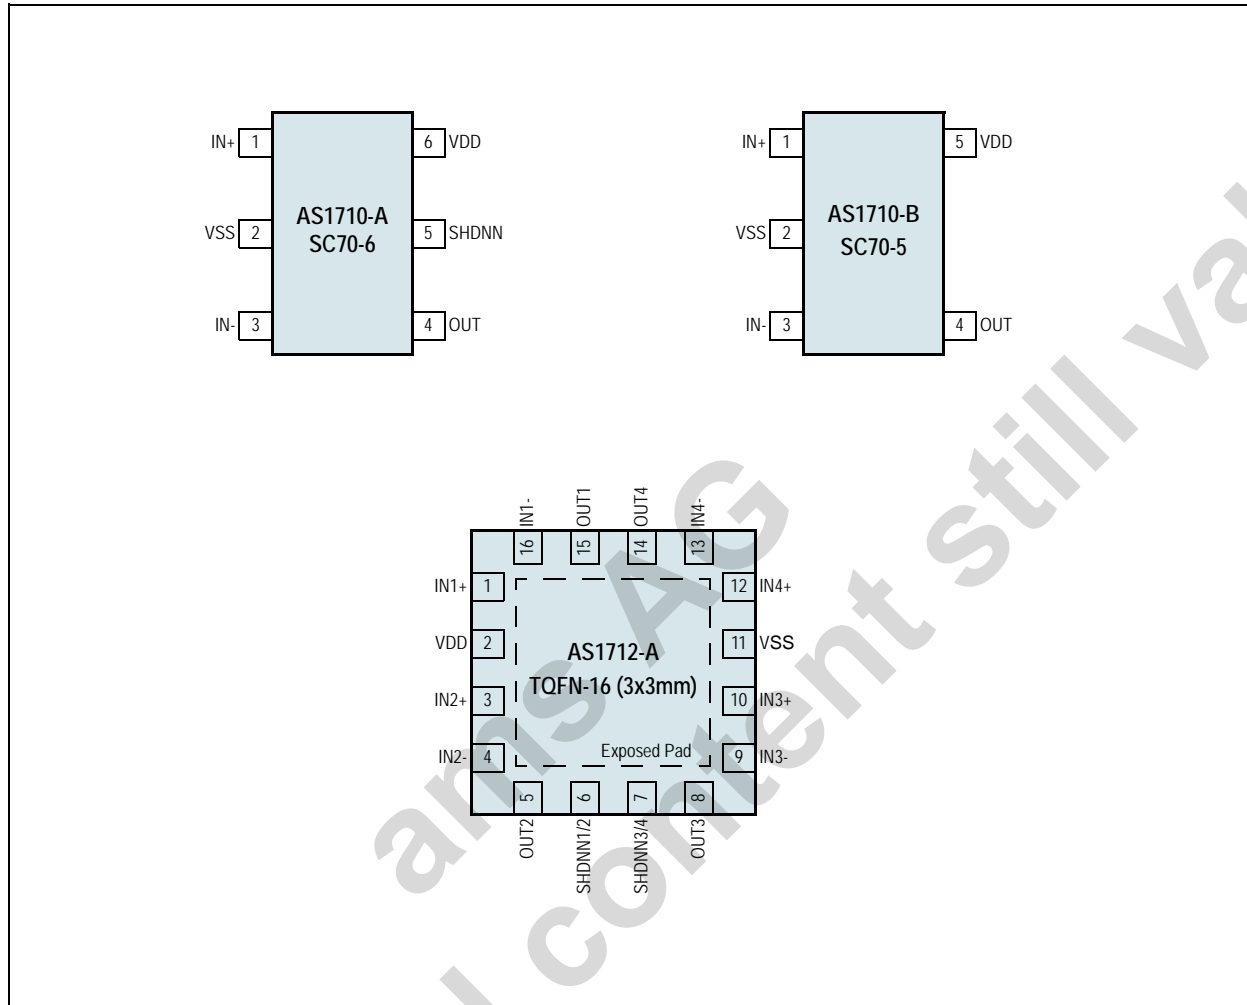 IN+ 1
6 VDD
VSS 2
AS1710-A
SC70-6
5 SHDNN
IN- 3
4 OUT
IN+ 1
5 VDD
VSS 2
AS1710-B
SC70-5
IN- 3
4 OUT
IN1-
OUT1
OUT4
IN4-
16
15
14
13
IN1+ 1
12 IN4+
VDD 2
11 VSS
AS1712-A
TQFN-16 (3x3mm)
IN2+ 3
10 IN3+
Exposed Pad
IN2- 4
9 IN3-
5
6
7
8
OUT2
SHDNN1/2
SHDNN3/4
OUT3
ams AG
content still